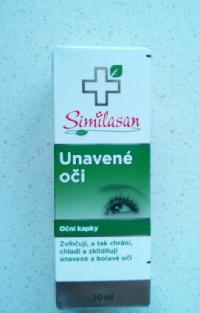 Similasan
Unavené
oči
Oční kapky
Zvlhčují, a tak chrání,
chladí a zklidňují
unavené a bolavé oči
10 ml